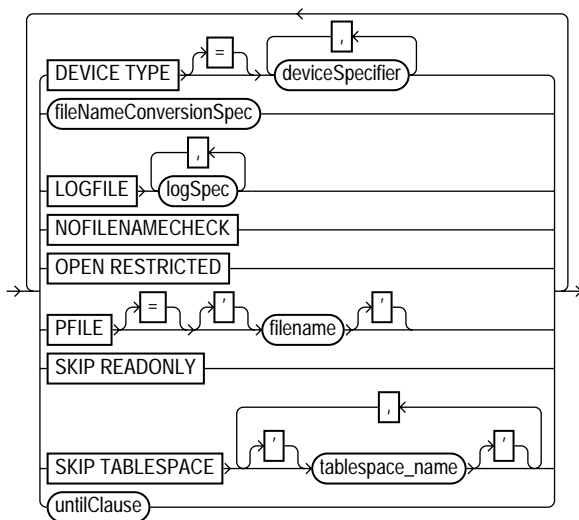 = ,
DEVICE TYPE deviceSpecifier
fileNameConversionSpec
,
LOGFILE logSpec
NOFILENAMECHECK
OPEN RESTRICTED
= ' '
PFILE filename
SKIP READONLY
,
' '
SKIP TABLESPACE tablespace_name
untilClause